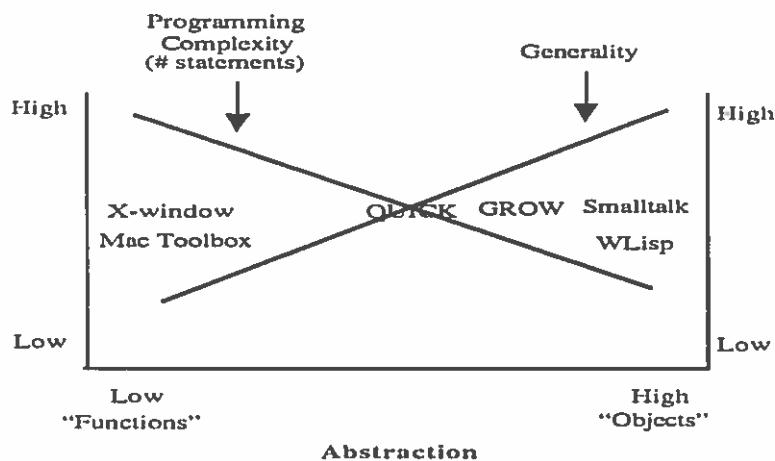 Programming
Complexity
(# statements)
Generality
High
High
X-window
Mac Toolbox
QUICK
GROW
Smalltalk
WLisp
Low
Low
Low
"Functions"
High
"Objects"
Abstraction